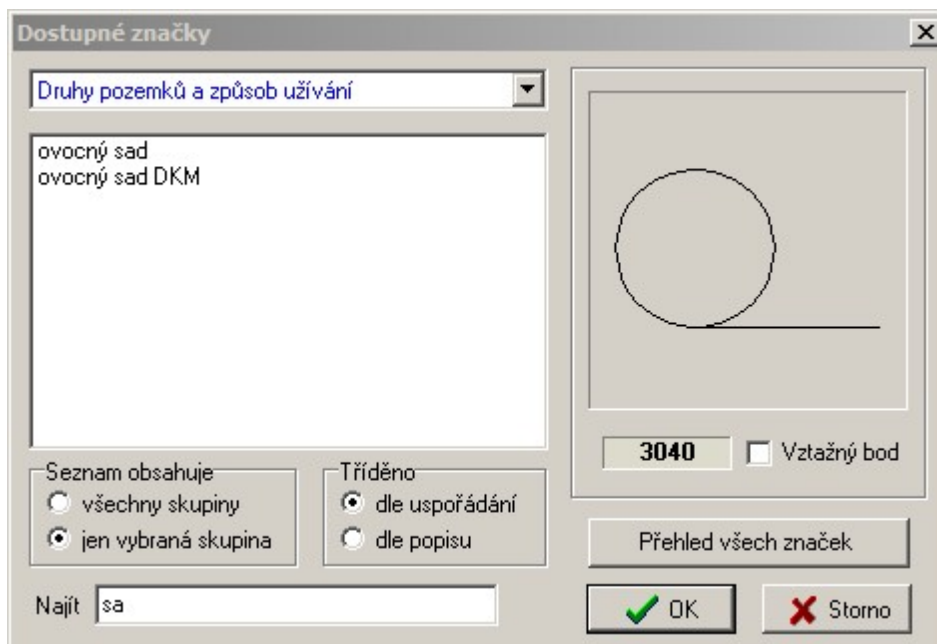 Dostupné značky
Druhy pozemků a způsob užívání
ovocný sad
ovocný sad DKM
3040
Vztažný bod
Seznam obsahuje
všechny skupiny
jen vybraná skupina
Tříděno
dle uspořádání
dle popisu
Přehled všech značek
Najít
sa
OK
Storno